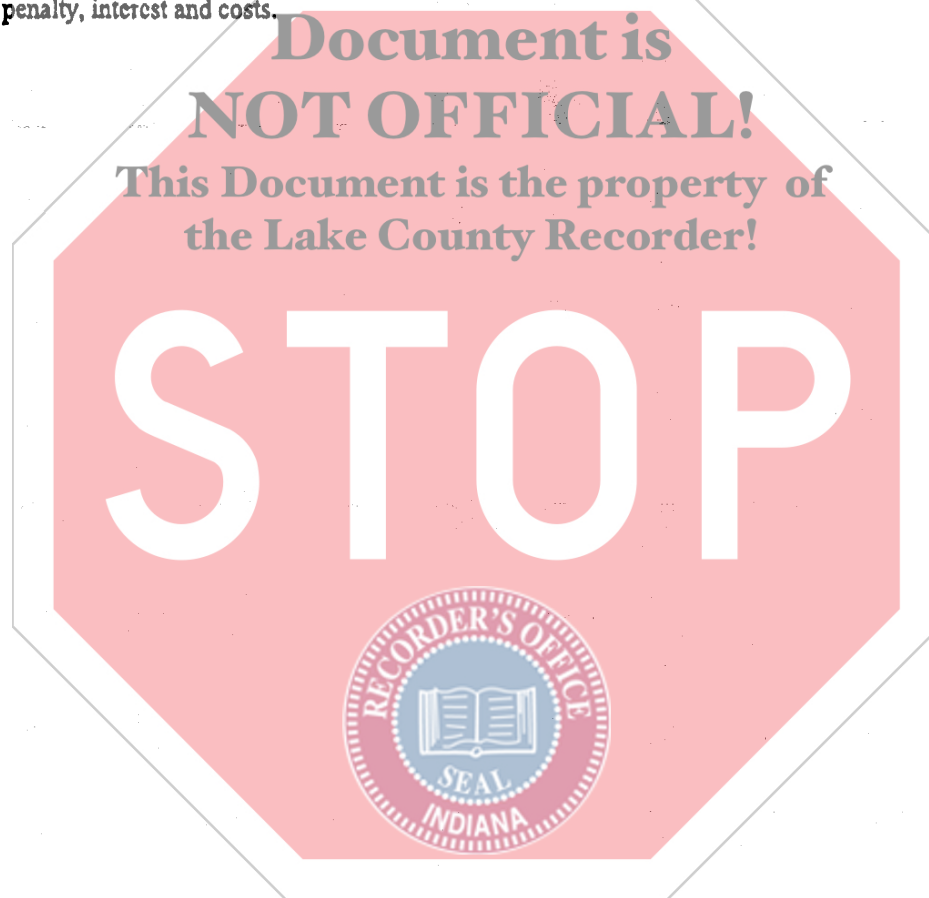 penalty, interest and costs.
Document is
NOT OFFICIAL!
This Document is the property of
the Lake County Recorder!
STOP
RECORDER'S OFFICE
SEAL
INDIANA